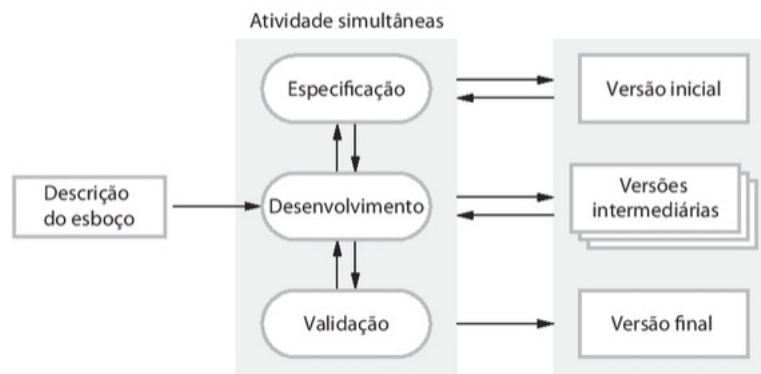 Atividade simultâneas
Especificação
Versão inicial
Descrição
do esboço
Desenvolvimento
Versões
intermediárias
Validação
Versão final